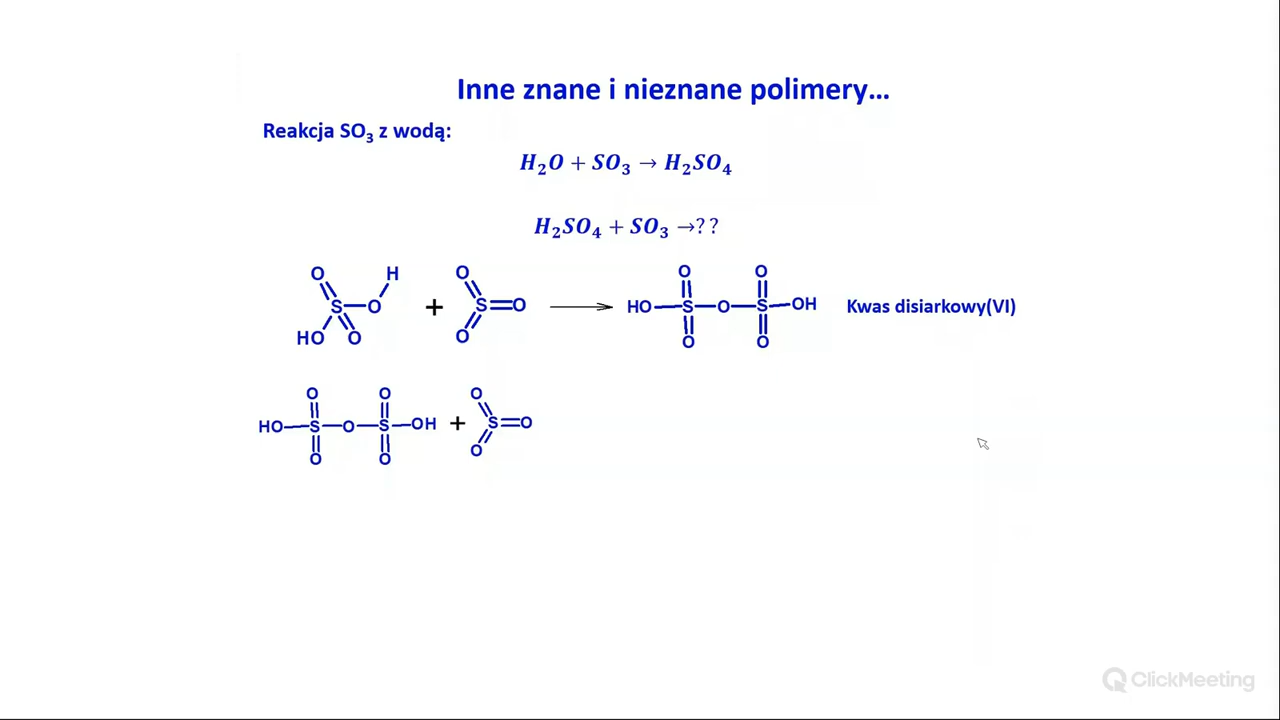 Inne znane i nieznane polimery...
Reakcja SO₃ z wodą:
H₂O + SO₃ → H₂SO₄
H₂SO₄ + SO₃ →? ?
O H O O O
S O + S O HO S O S OH Kwas disiarkowy(VI)
HO O O O O
O O O
HO S O S OH + S O
O O O
ClickMeeting